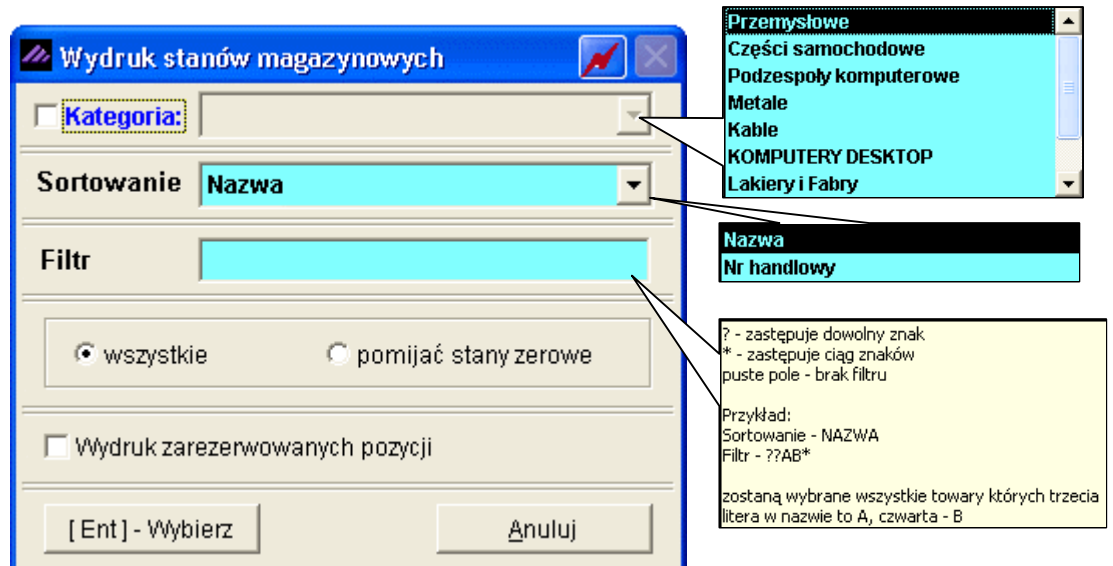 Wydruk stanów magazynowych
Kategoria:
Sortowanie Nazwa
Filtr
wszystkie pomijać stany zerowe
Wydruk zarezerwowanych pozycji
[ Ent ] - Wybierz Anuluj
Przemysłowe
Części samochodowe
Podzespoły komputerowe
Metale
Kable
KOMPUTERY DESKTOP
Lakiery i Fabry
Nazwa
Nr handlowy
? - zastępuje dowolny znak
* - zastępuje ciąg znaków
puste pole - brak filtru
Przykład:
Sortowanie - NAZWA
Filtr - ??AB*
zostaną wybrane wszystkie towary których trzecia
litera w nazwie to A, czwarta - B